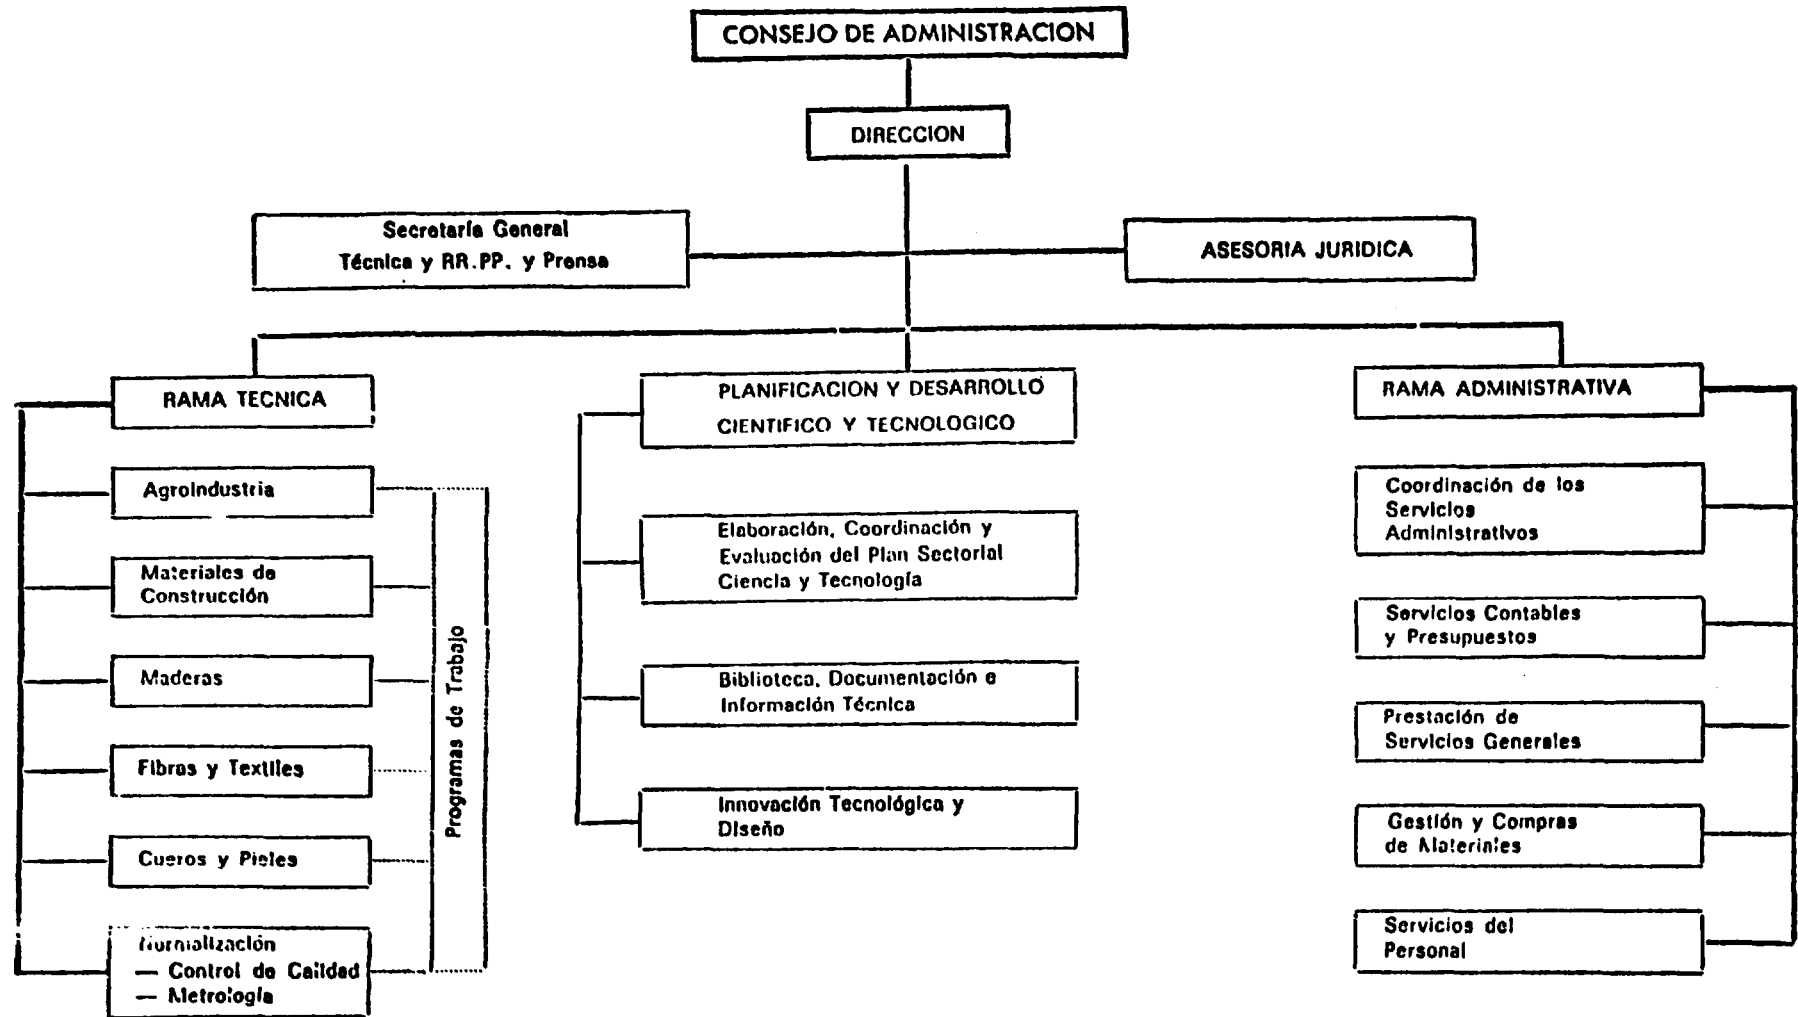 CONSEJO DE ADMINISTRACION
DIRECCION
Secretaría General
Técnica y RR.PP. y Prensa
ASESORIA JURIDICA
RAMA TECNICA
Agroindustria
Materiales de
Construcción
Maderas
Fibras y Textiles
Cueros y Pieles
Normalización
— Control de Calidad
— Metrología
Programas de Trabajo
PLANIFICACION Y DESARROLLO
CIENTIFICO Y TECNOLOGICO
Elaboración, Coordinación y
Evaluación del Plan Sectorial
Ciencia y Tecnología
Biblioteca, Documentación e
Información Técnica
Innovación Tecnológica y
Diseño
RAMA ADMINISTRATIVA
Coordinación de los
Servicios
Administrativos
Servicios Contables
y Presupuestos
Prestación de
Servicios Generales
Gestión y Compras
de Materiales
Servicios del
Personal